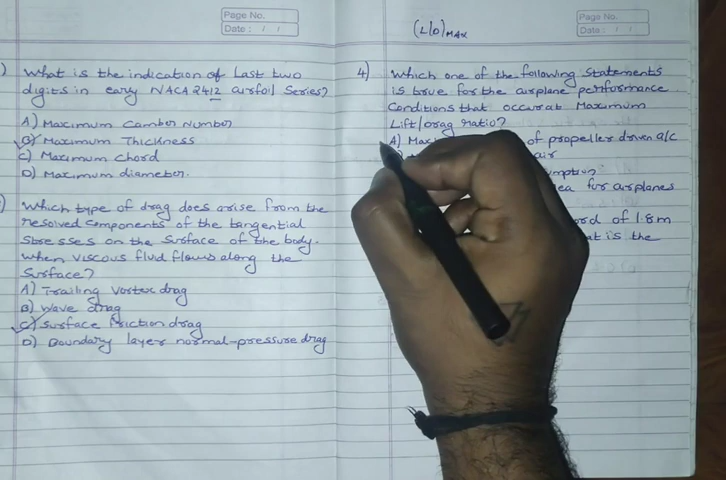 Page No.
Date : / /
) What is the indication of Last two
digits in eary NACA 2412 airfoil Series?
A) Maximum Camber Number
B) Maximum Thickness
C) Maximum chord
D) Maximum diameter.
) Which type of drag does arise from the
resolved components of the tangential
stresses on the surface of the body.
When viscous fluid flows along the
Surface?
A) Trailing Vortex drag
B) Wave drag
C) Surface friction drag
D) Boundary layer normal-pressure drag
(L/D)MAX
Page No.
Date : / /
4) Which one of the following Statements
is true for the airplane performance
Conditions that occur at Maximum
Lift/drag ratio?
A) of propeller driven a/c
air
ea for airplanes
ord of 1.8m
at is the